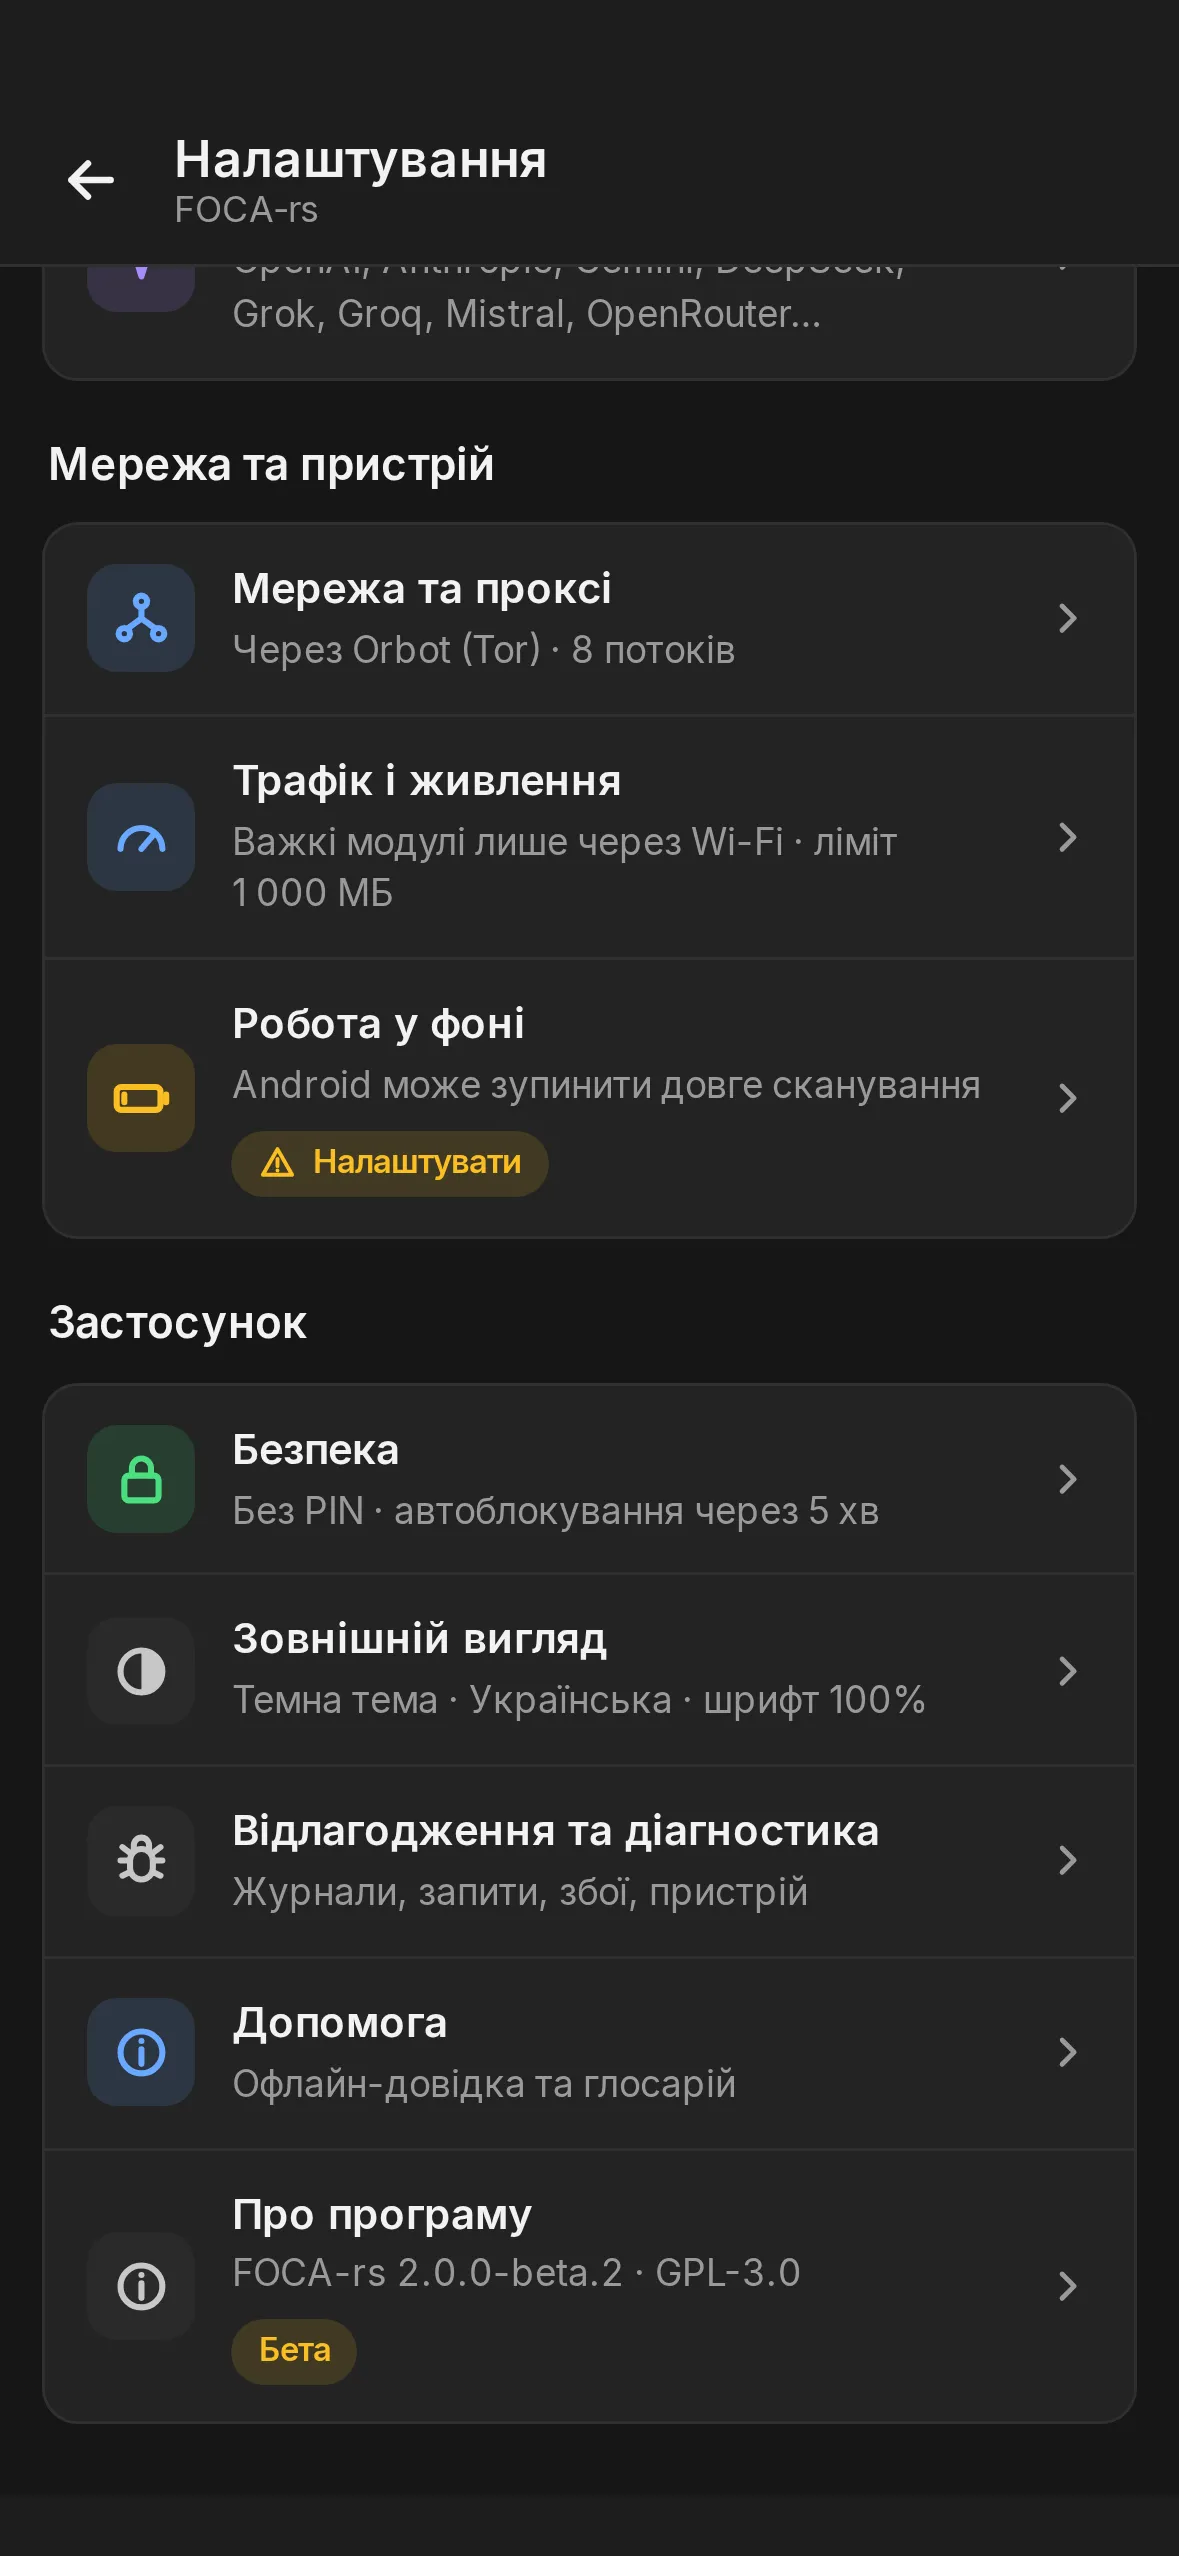 Налаштування
FOCA-rs
OpenAI, Anthropic, Gemini, DeepSeek,
Grok, Groq, Mistral, OpenRouter...
Мережа та пристрій
Мережа та проксі
Через Orbot (Tor) · 8 потоків
Трафік і живлення
Важкі модулі лише через Wi-Fi · ліміт
1 000 МБ
Робота у фоні
Android може зупинити довге сканування
Налаштувати
Застосунок
Безпека
Без PIN · автоблокування через 5 хв
Зовнішній вигляд
Темна тема · Українська · шрифт 100%
Відлагодження та діагностика
Журнали, запити, збої, пристрій
Допомога
Офлайн-довідка та глосарій
Про програму
FOCA-rs 2.0.0-beta.2 · GPL-3.0
Бета